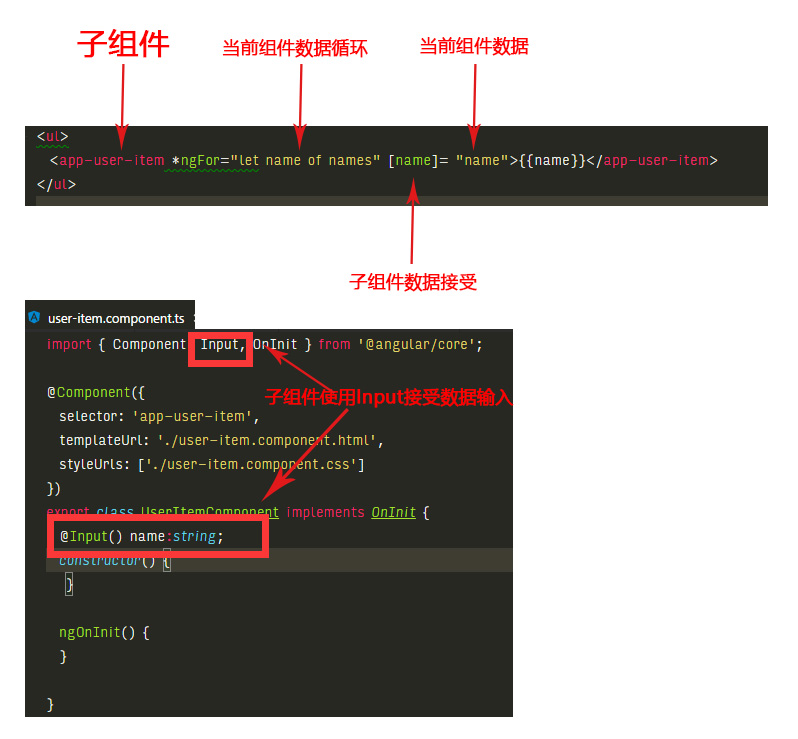 子组件
当前组件数据循环
当前组件数据
<ul>
<app-user-item *ngFor="let name of names" [name]= "name">{{name}}</app-user-item>
</ul>
子组件数据接受
user-item.component.ts
import { Component Input, OnInit } from '@angular/core';
@Component({
子组件使用Input接受数据输入
selector: 'app-user-item',
templateUrl: './user-item.component.html',
styleUrls: ['./user-item.component.css']
})
export class UserItemComponent implements OnInit {
@Input() name:string;
constructor() {
}
ngOnInit() {
}
}